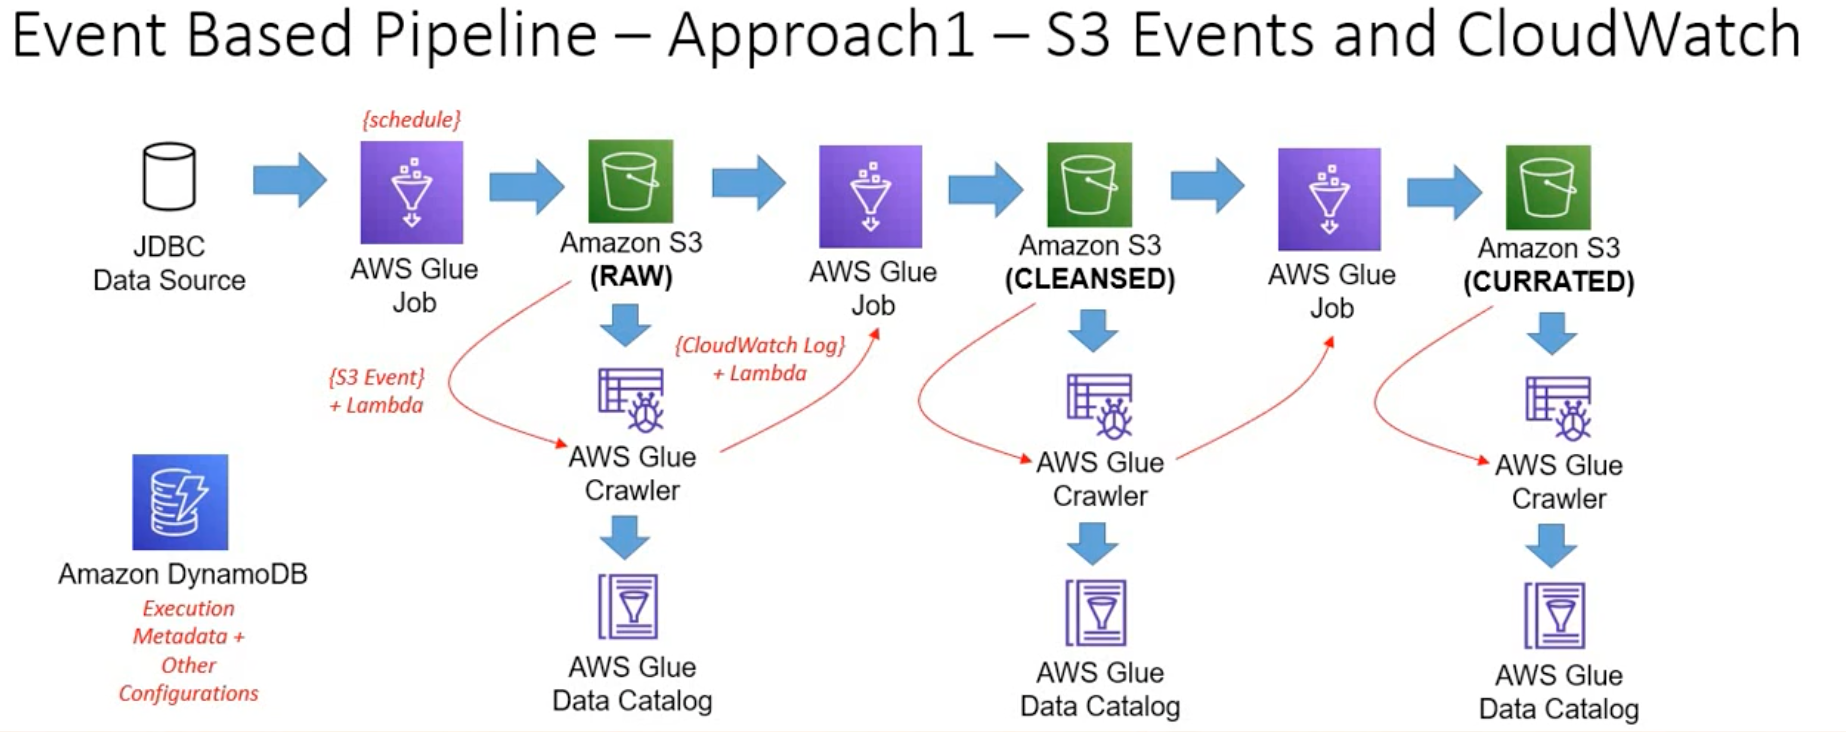 Event Based Pipeline – Approach1 – S3 Events and CloudWatch
{schedule}
JDBC
Data Source
AWS Glue
Job
Amazon S3
(RAW)
AWS Glue
Job
Amazon S3
(CLEANSED)
AWS Glue
Job
Amazon S3
(CURRATED)
{S3 Event}
+ Lambda
{CloudWatch Log}
+ Lambda
AWS Glue
Crawler
AWS Glue
Crawler
AWS Glue
Crawler
Amazon DynamoDB
Execution
Metadata +
Other
Configurations
AWS Glue
Data Catalog
AWS Glue
Data Catalog
AWS Glue
Data Catalog